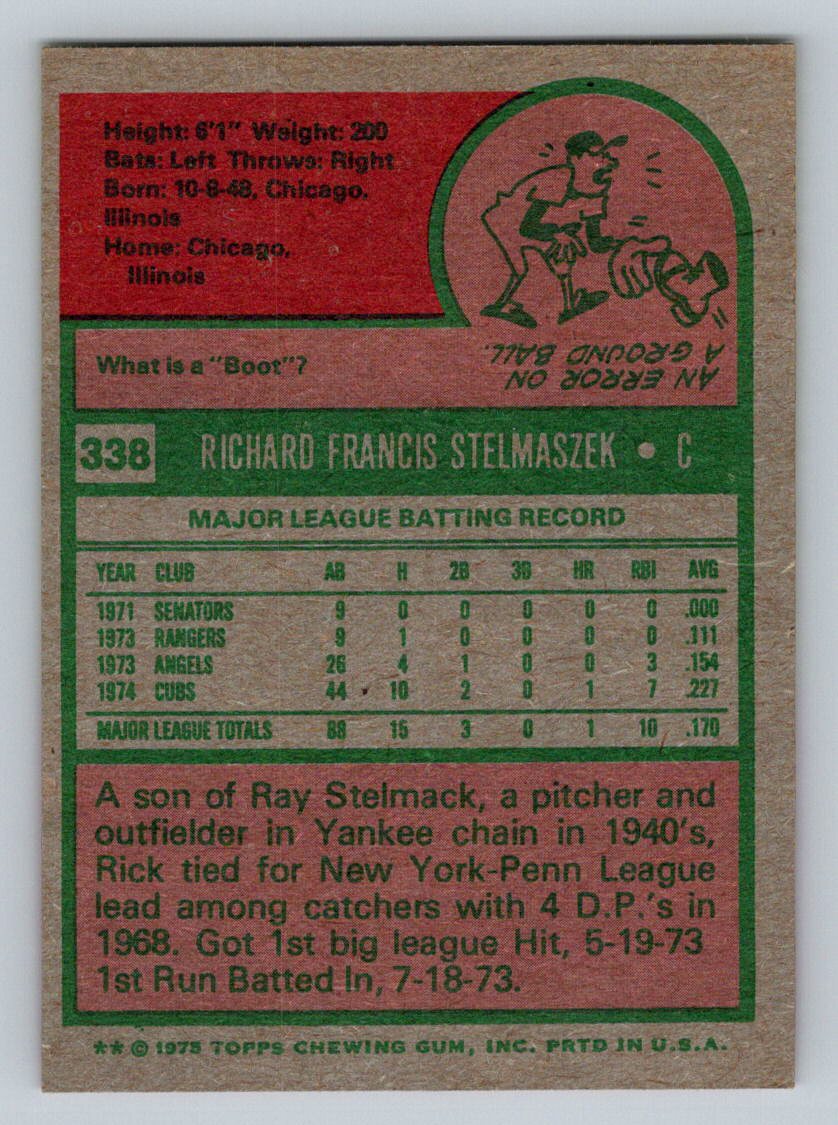 Height: 6'1" Weight: 200
Bats: Left Throws: Right
Born: 10-8-48, Chicago,
Illinois
Home: Chicago,
Illinois
What is a "Boot"?
AN ERROR ON
A GROUND BALL.
338 RICHARD FRANCIS STELMASZEK • C
MAJOR LEAGUE BATTING RECORD
YEAR CLUB AB H 2B 3B HR RBI AVG
1971 SENATORS 9 0 0 0 0 0 .000
1973 RANGERS 9 1 0 0 0 0 .111
1973 ANGELS 26 4 1 0 0 3 .154
1974 CUBS 44 10 2 0 1 7 .227
MAJOR LEAGUE TOTALS 88 15 3 0 1 10 .170
A son of Ray Stelmack, a pitcher and
outfielder in Yankee chain in 1940's,
Rick tied for New York-Penn League
lead among catchers with 4 D.P.'s in
1968. Got 1st big league Hit, 5-19-73
1st Run Batted In, 7-18-73.
** © 1975 TOPPS CHEWING GUM, INC. PRTD IN U.S.A.